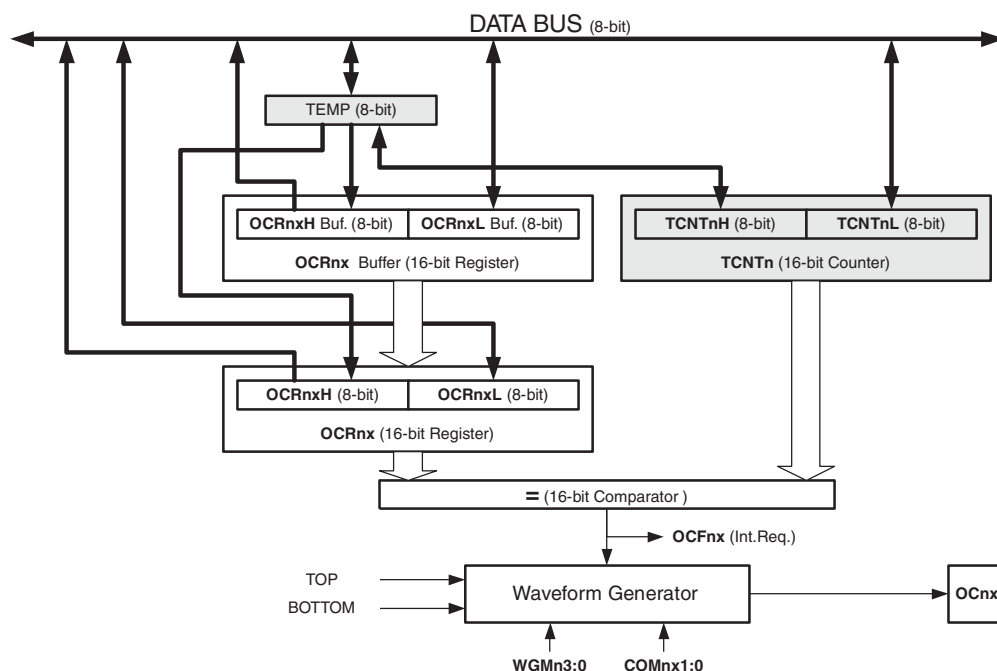 DATA BUS (8-bit)
TEMP (8-bit)
OCRnxH Buf. (8-bit)
OCRnxL Buf. (8-bit)
OCRnx Buffer (16-bit Register)
TCNTnH (8-bit)
TCNTnL (8-bit)
TCNTn (16-bit Counter)
OCRnxH (8-bit)
OCRnxL (8-bit)
OCRnx (16-bit Register)
= (16-bit Comparator )
OCFnx (Int.Req.)
TOP
BOTTOM
Waveform Generator
OCnx
WGMn3:0
COMnx1:0